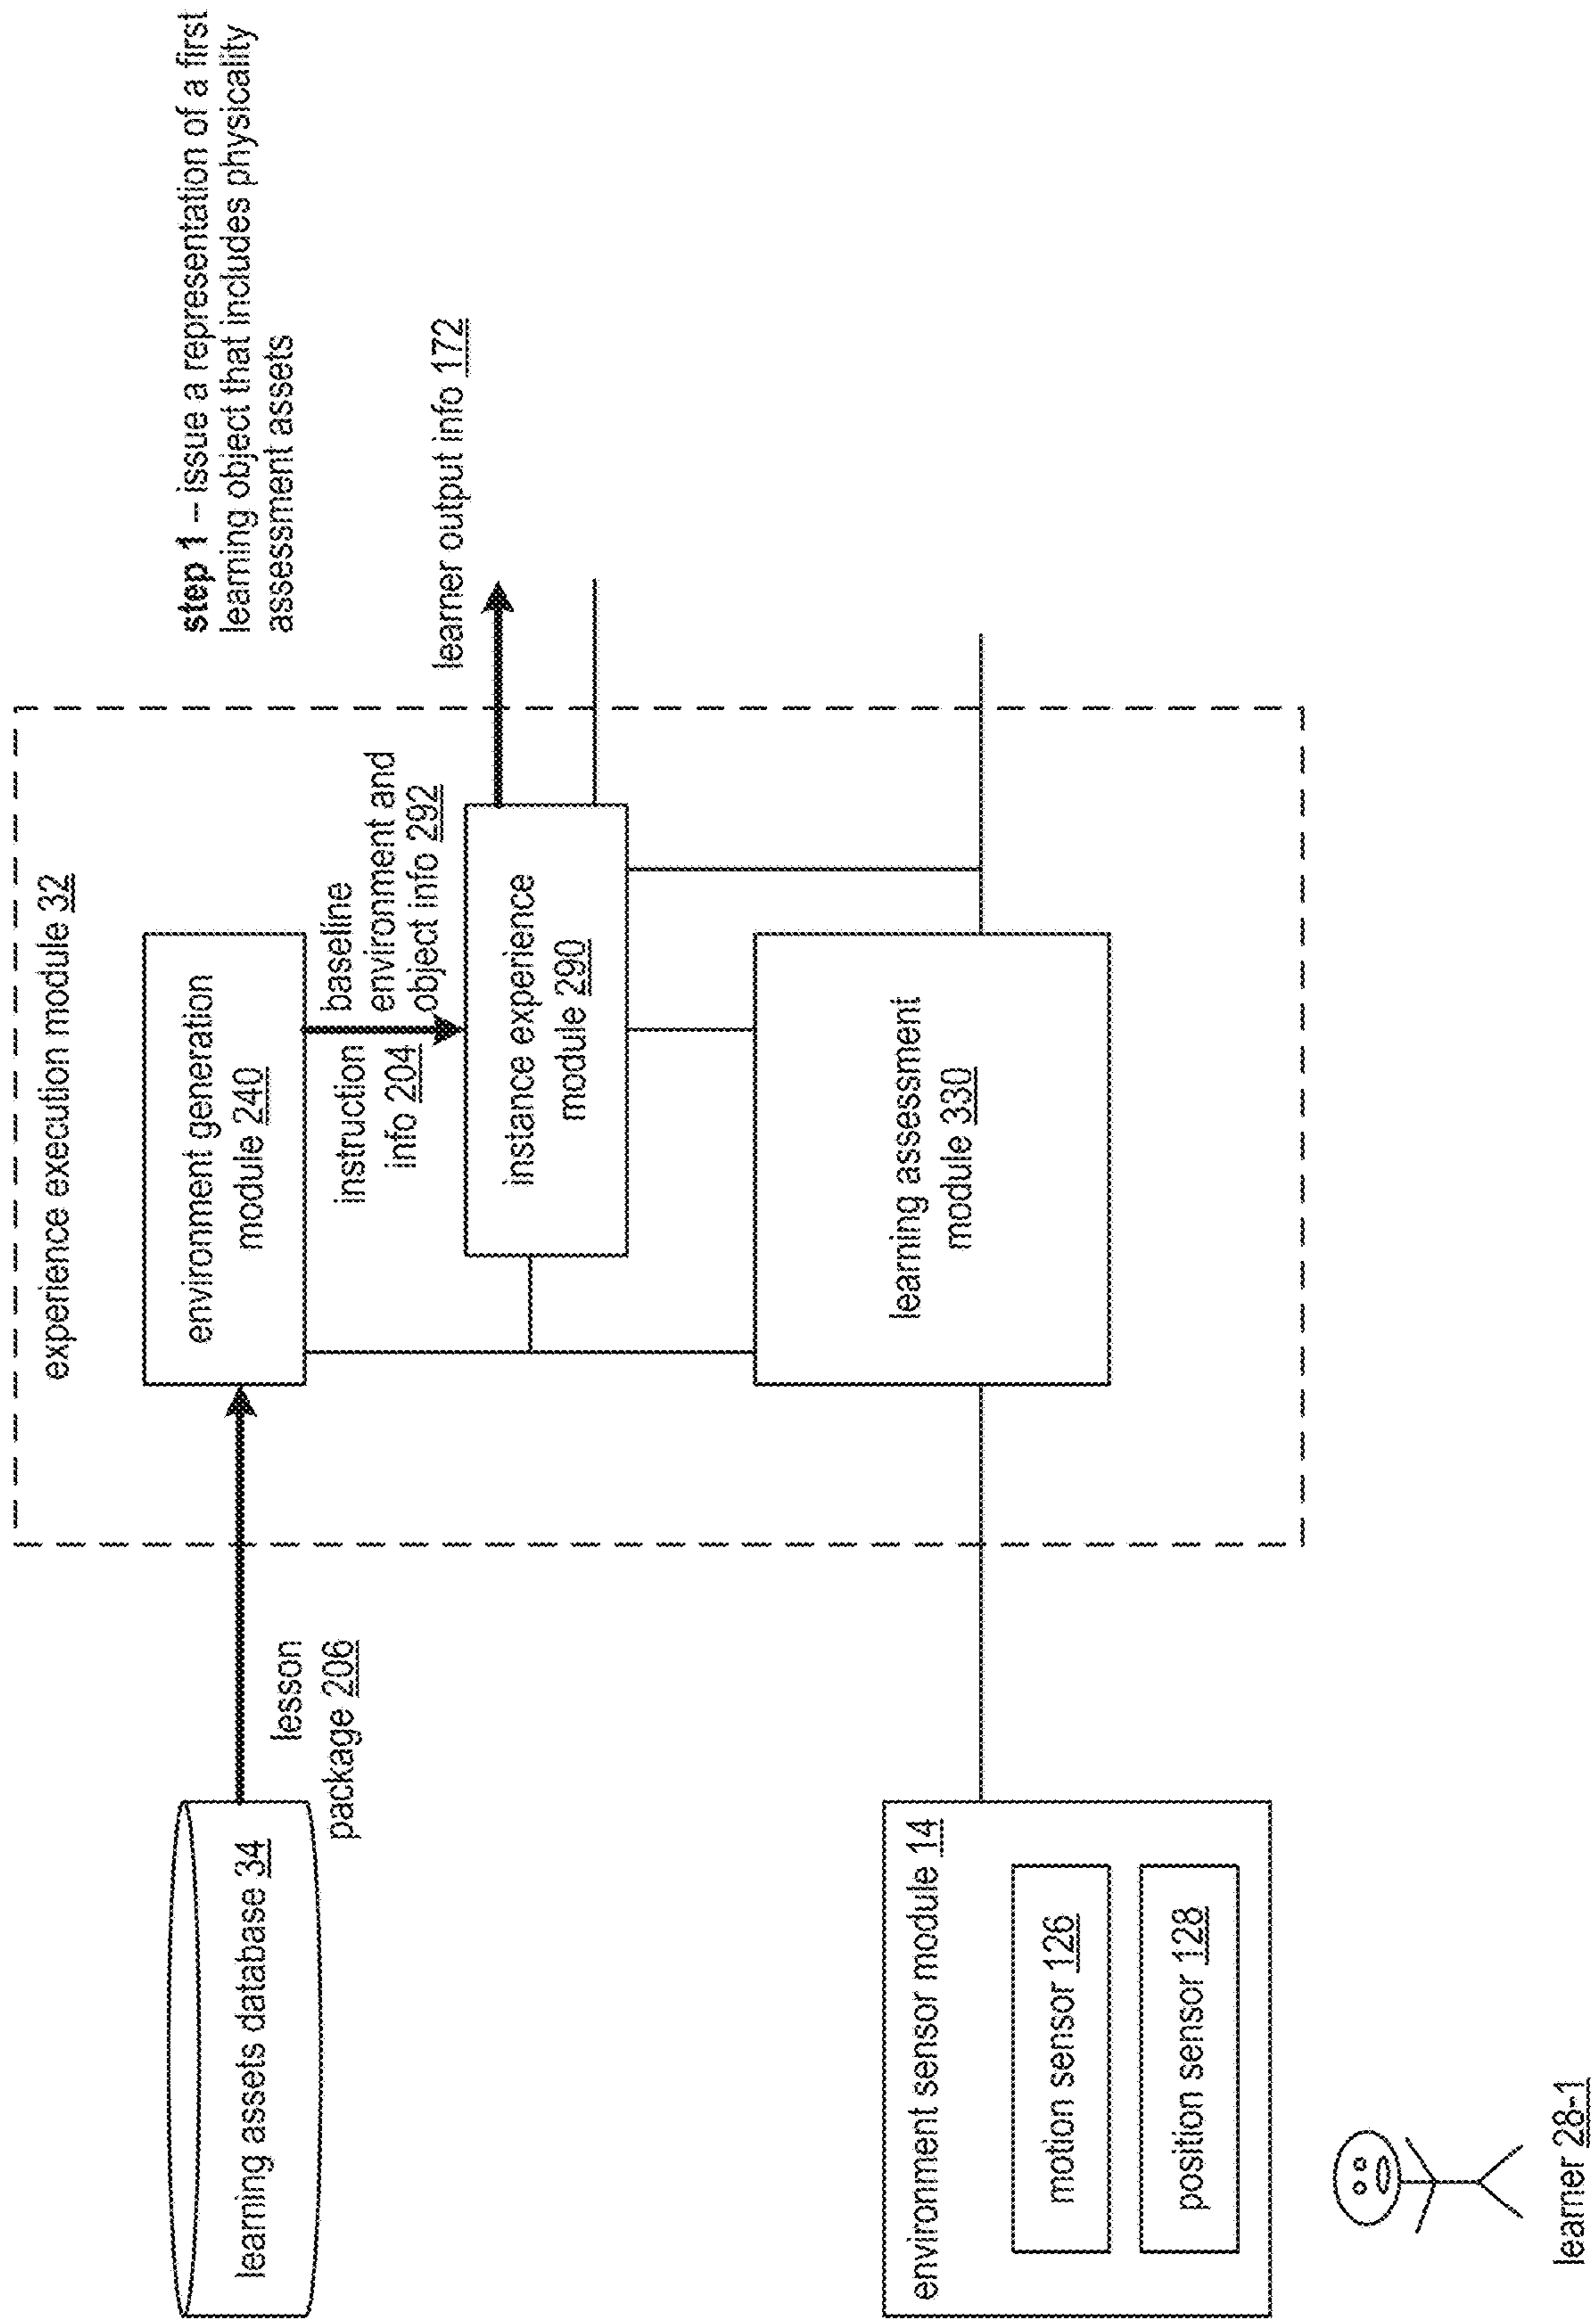 step 1 – issue a representation of a first
learning object that includes physicality
assessment assets
experience execution module 32
learning assets database 34
lesson
package 206
environment generation
module 240
instruction
info 204
baseline
environment and
object info 292
learner output info 172
instance experience
module 290
learning assessment
module 330
environment sensor module 14
motion sensor 126
position sensor 128
learner 28-1